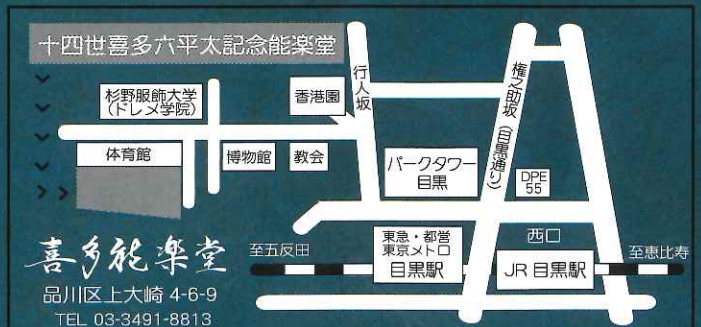 十四世喜多六平太記念能楽堂
杉野服飾大学
(ドレメ学院)
香港園
行人坂
権之助坂(目黒通り)
体育館
博物館
教会
パークタワー
目黒
DPE
55
喜多能楽堂
品川区上大崎 4-6-9
TEL 03-3491-8813
至五反田
東急・都営
東京メトロ
目黒駅
西口
JR 目黒駅
至恵比寿